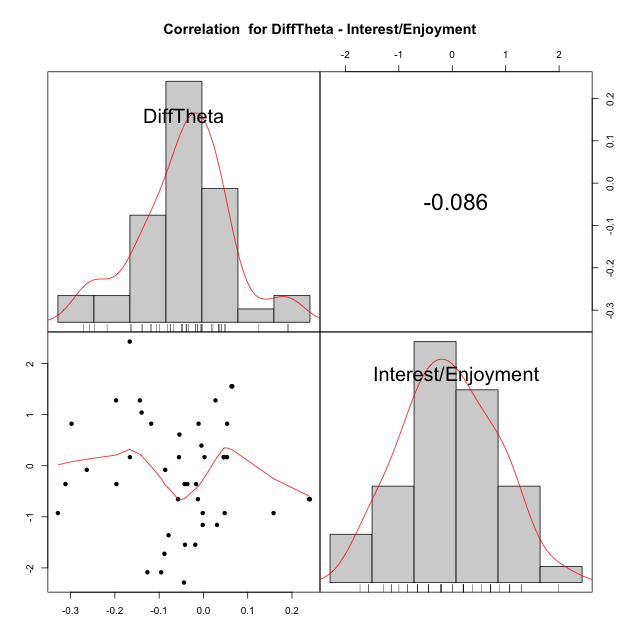 Correlation  for DiffTheta - Interest/Enjoyment
-2 -1 0 1 2
DiffTheta
0.2
0.1
0.0
-0.1
-0.2
-0.3
-0.086
2
1
0
-1
-2
Interest/Enjoyment
-0.3 -0.2 -0.1 0.0 0.1 0.2